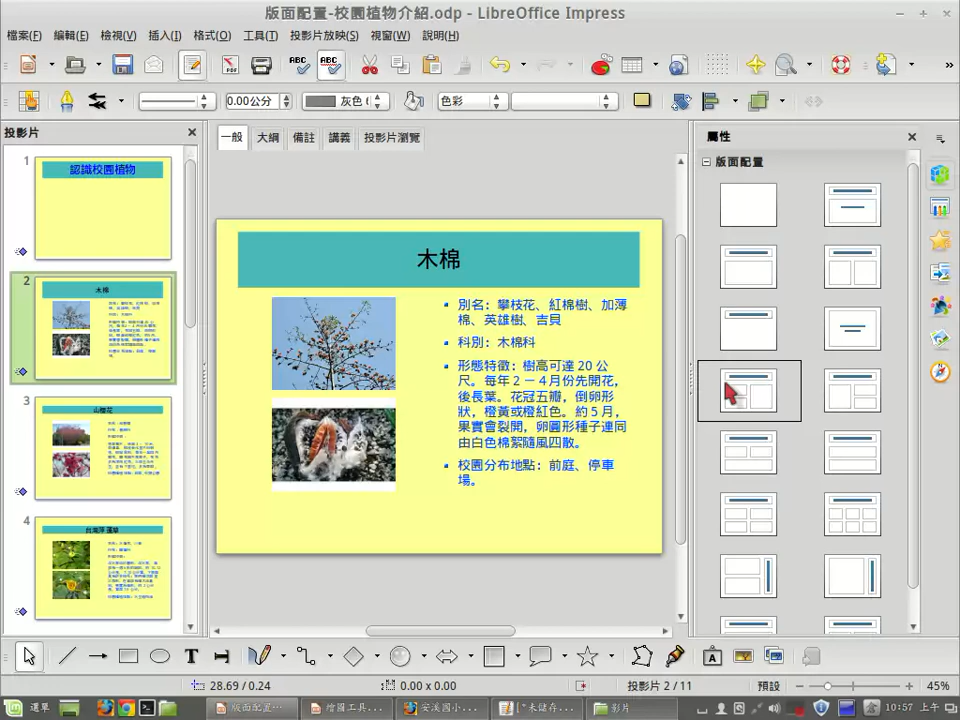 版面配置-校園植物介紹.odp - LibreOffice Impress
檔案(F) 編輯(E) 檢視(V) 插入(I) 格式(O) 工具(T) 投影片放映(S) 視窗(W) 說明(H)
0.00公分 灰色 色彩
投影片
一般 大綱 備註 講義 投影片瀏覽
屬性
版面配置
1
認識校園植物
2
木棉
3
山櫻花
4
木棉
別名：攀枝花、紅棉樹、加薄
棉、英雄樹、吉貝
科別：木棉科
形態特徵：樹高可達 20 公
尺。每年 2 － 4 月份先開花，
後長葉。花冠五瓣，倒卵形
狀，橙黃或橙紅色。約 5 月，
果實會裂開，卵圓形種子連同
由白色棉絮隨風四散。
校園分布地點：前庭、停車
場。
28.69 / 0.24 0.00 x 0.00 投影片 2 / 11 預設 45%
選單 版面配置… 繪圖工具… 安溪國小… ["未儲存… 影片 10:57 上午